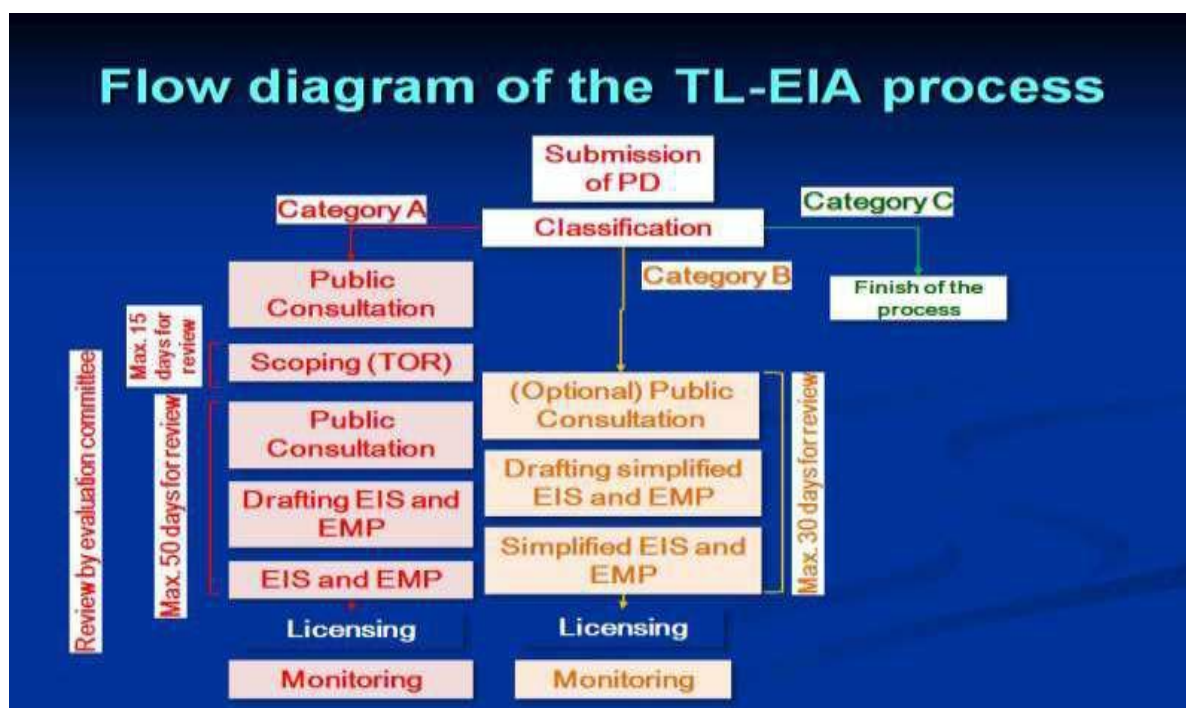 Flow diagram of the TL-EIA process
Submission
of PD
Classification
Category A
Category B
Category C
Finish of the
process
Public
Consultation
Scoping (TOR)
Public
Consultation
Drafting EIS and
EMP
EIS and EMP
Licensing
Monitoring
Review by evaluation committee
Max. 15
days for
review
Max. 50 days for review
(Optional) Public
Consultation
Drafting simplified
EIS and EMP
Simplified EIS and
EMP
Licensing
Monitoring
Max. 30 days for review